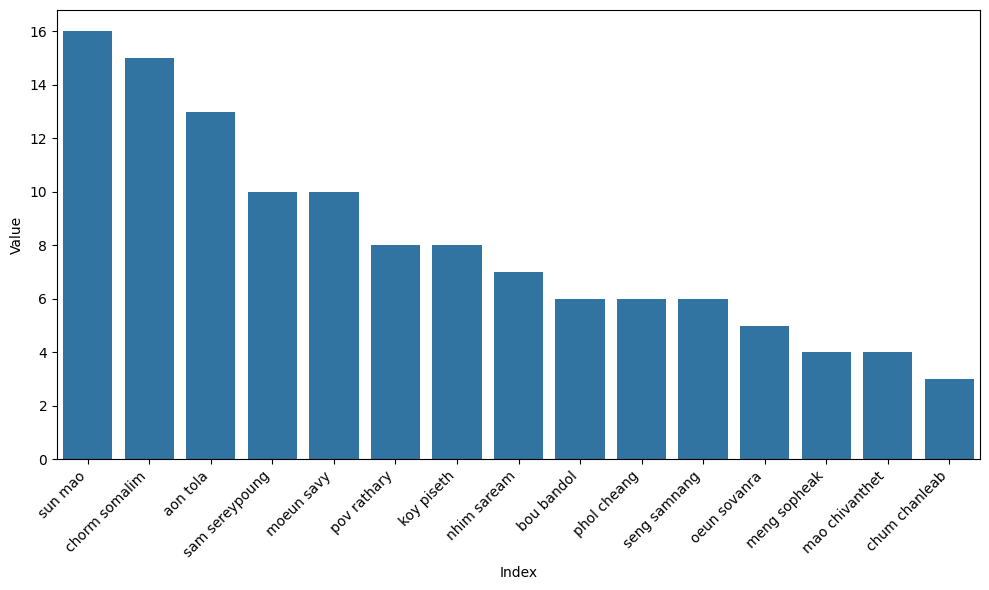 16
14
12
10
8
6
4
2
0
Value
sun mao
chorm somalim
aon tola
sam sereypoung
moeun savy
pov rathary
koy piseth
nhim saream
bou bandol
phol cheang
seng samnang
oeun sovanra
meng sopheak
mao chivanthet
chum chanleab
Index